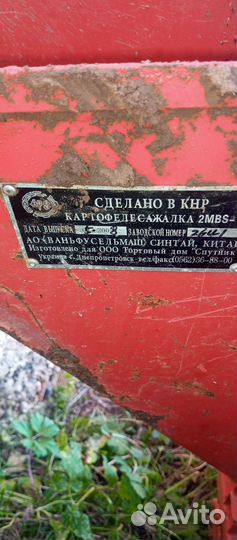 СДЕЛАНО В КНР
КАРТОФЕЛЕСАЖАЛКА 2MBS-
ДАТА ВЫПУСКА 2008 ЗАВОДСКОЙ НОМЕР
АО (ВАНЬФУСЕЛЬМАШ) СИНТАЙ, КИТАЙ
Изготовлено для ООО Торговый дом "Спутник
Украина г. Днепропетровск тел/факс(0562)36-88-00
Avito